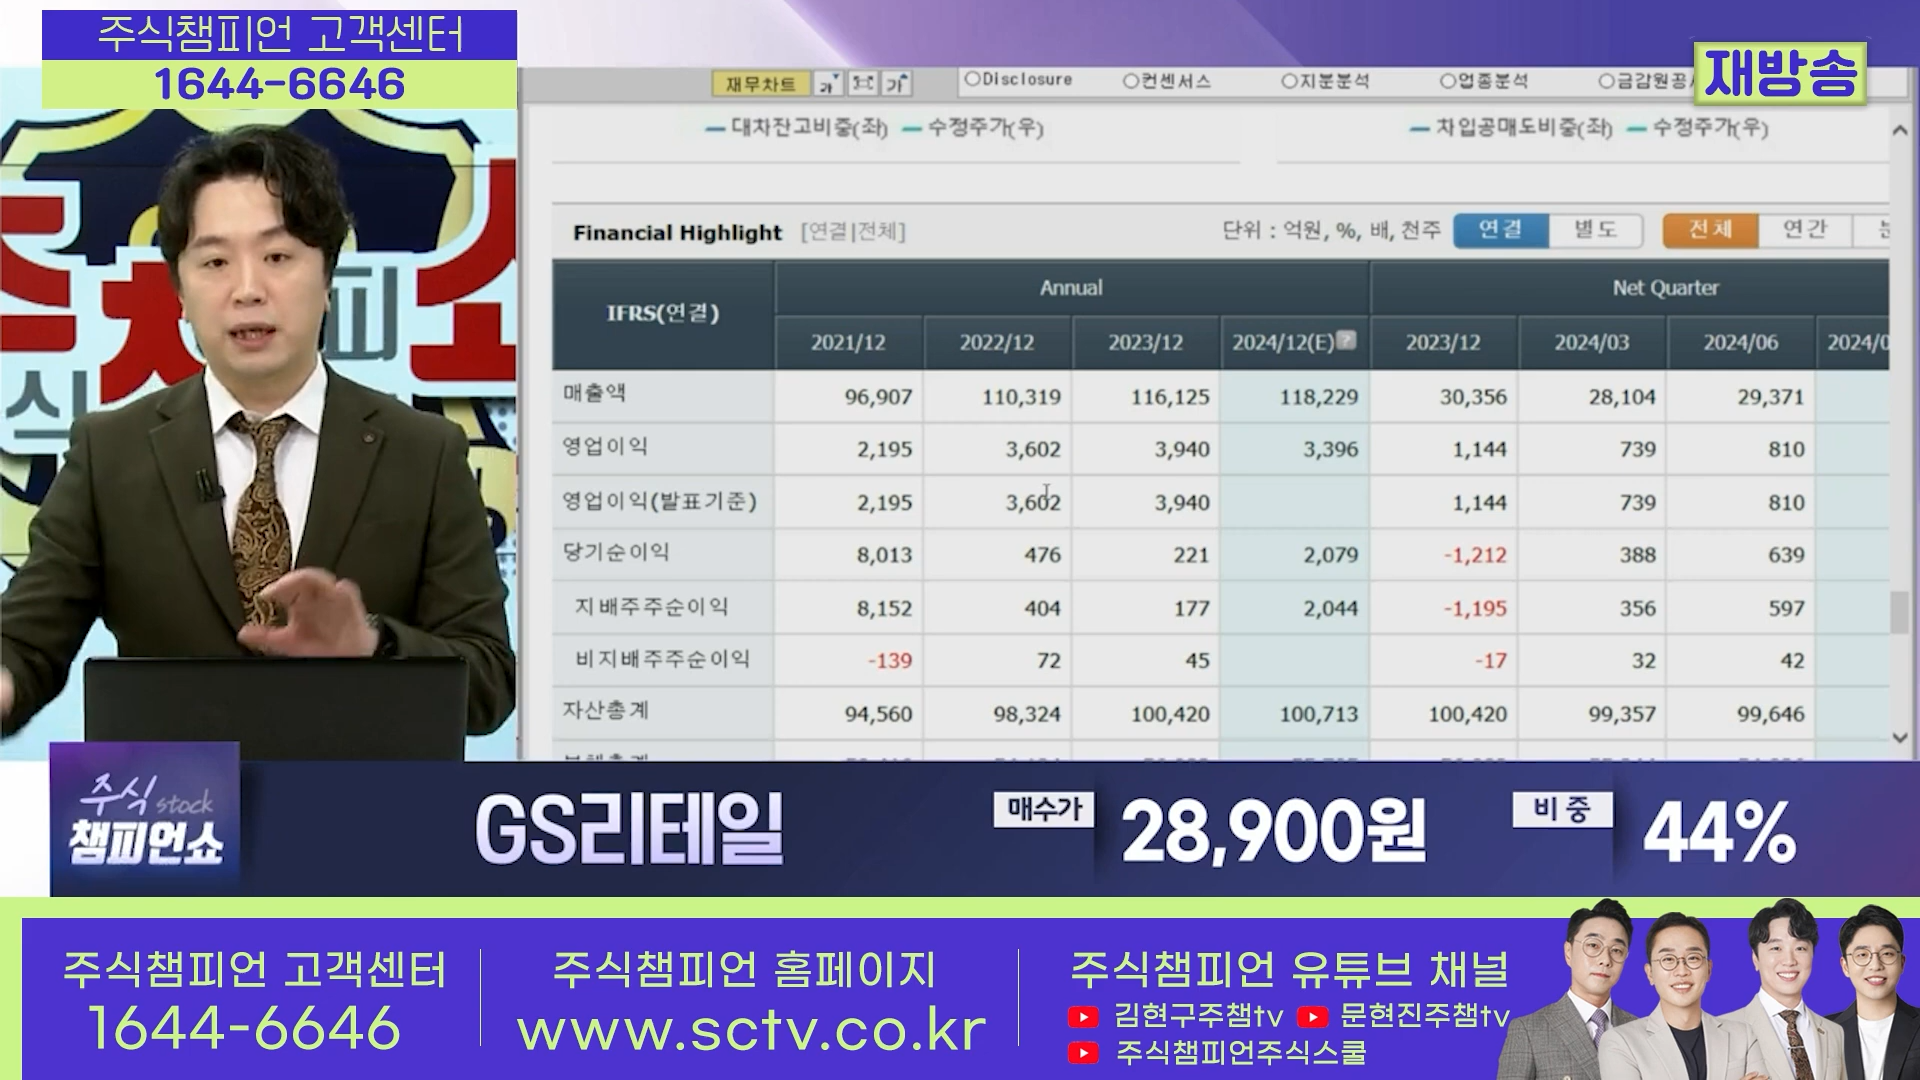 주식챔피언 고객센터
1644-6646
재방송
재무차트
가
가
Disclosure
컨센서스
지분분석
업종분석
금감원공시
대차잔고비중(좌)
수정주가(우)
차입공매도비중(좌)
수정주가(우)
Financial Highlight [연결|전체]
단위 : 억원, %, 배, 천주
연결
별도
전체
연간
IFRS(연결) Annual Net Quarter
2021/12 2022/12 2023/12 2024/12(E) 2023/12 2024/03 2024/06 2024/0
매출액 96,907 110,319 116,125 118,229 30,356 28,104 29,371
영업이익 2,195 3,602 3,940 3,396 1,144 739 810
영업이익(발표기준) 2,195 3,602 3,940 1,144 739 810
당기순이익 8,013 476 221 2,079 -1,212 388 639
지배주주순이익 8,152 404 177 2,044 -1,195 356 597
비지배주주순이익 -139 72 45 -17 32 42
자산총계 94,560 98,324 100,420 100,713 100,420 99,357 99,646
주식 stock
챔피언쇼
GS리테일
매수가
28,900원
비중
44%
주식챔피언 고객센터
1644-6646
주식챔피언 홈페이지
www.sctv.co.kr
주식챔피언 유튜브 채널
김현구주챔tv
문현진주챔tv
주식챔피언주식스쿨